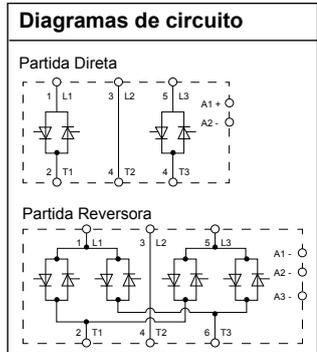 Diagramas de circuito
Partida Direta
1 L1 3 L2 5 L3
A1 +
A2 -
2 T1 4 T2 4 T3
Partida Reversora
1 L1 3 L2 5 L3
A1 -
A2 -
A3 -
2 T1 4 T2 6 T3